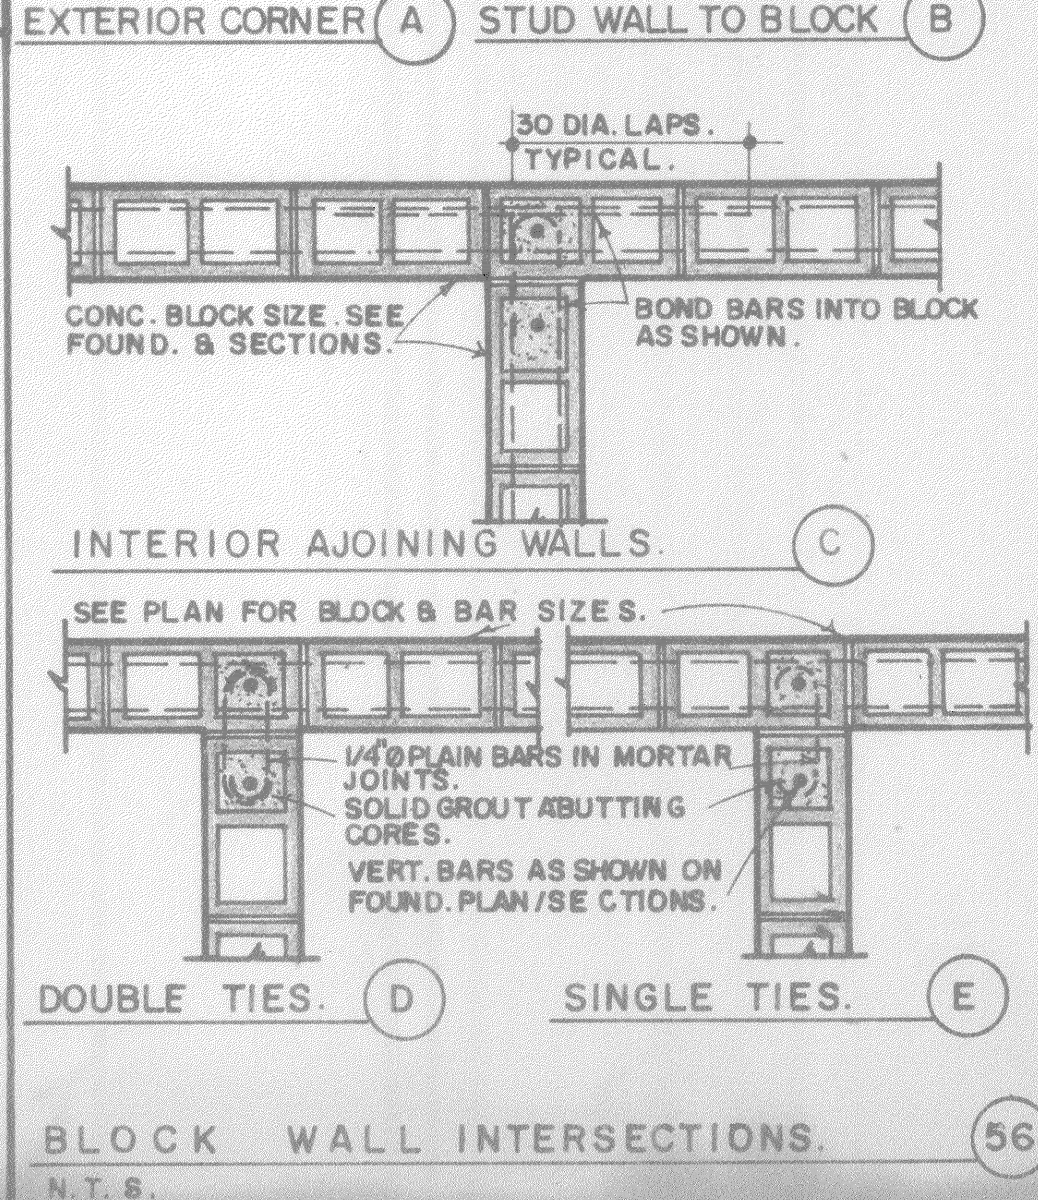 EXTERIOR CORNER A
STUD WALL TO BLOCK B
30 DIA. LAPS.
TYPICAL.
CONC. BLOCK SIZE. SEE
FOUND. & SECTIONS.
BOND BARS INTO BLOCK
AS SHOWN.
INTERIOR AJOINING WALLS. C
SEE PLAN FOR BLOCK & BAR SIZES.
1/4"Ø PLAIN BARS IN MORTAR
JOINTS.
SOLID GROUT ABUTTING
CORES.
VERT. BARS AS SHOWN ON
FOUND. PLAN/SECTIONS.
DOUBLE TIES. D
SINGLE TIES. E
BLOCK WALL INTERSECTIONS. 56
N.T.S.